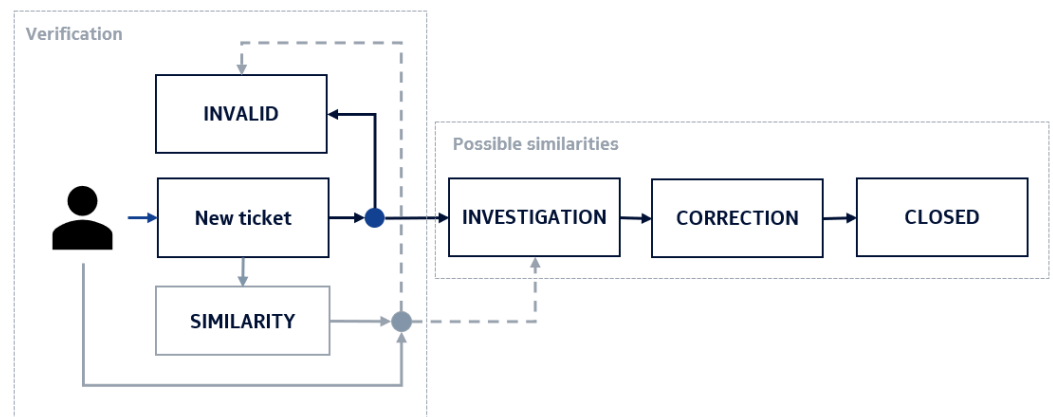 Verification
INVALID
Possible similarities
New ticket
INVESTIGATION
CORRECTION
CLOSED
SIMILARITY